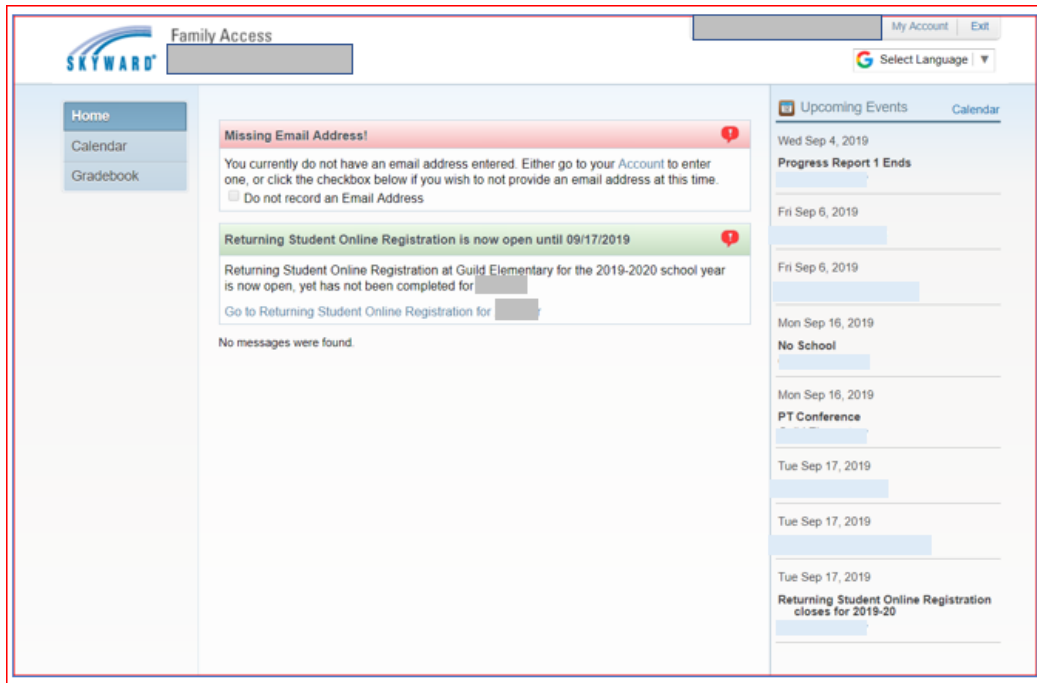 Family Access
SKYWARD
My Account
Exit
Select Language
Home
Calendar
Gradebook
Missing Email Address!
You currently do not have an email address entered. Either go to your Account to enter
one, or click the checkbox below if you wish to not provide an email address at this time.
Do not record an Email Address
Returning Student Online Registration is now open until 09/17/2019
Returning Student Online Registration at Guild Elementary for the 2019-2020 school year
is now open, yet has not been completed for
Go to Returning Student Online Registration for
No messages were found.
Upcoming Events
Calendar
Wed Sep 4, 2019
Progress Report 1 Ends
Fri Sep 6, 2019
Fri Sep 6, 2019
Mon Sep 16, 2019
No School
Mon Sep 16, 2019
PT Conference
Tue Sep 17, 2019
Tue Sep 17, 2019
Tue Sep 17, 2019
Returning Student Online Registration
closes for 2019-20